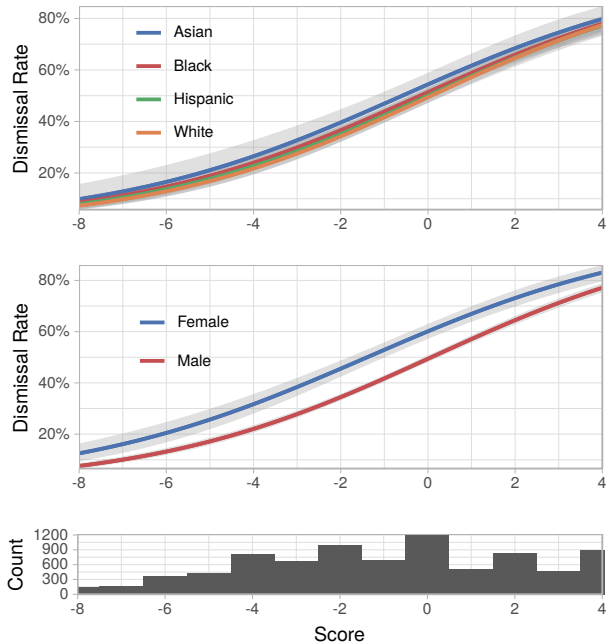 Dismissal Rate
80%
60%
40%
20%
Asian
Black
Hispanic
White
-8 -6 -4 -2 0 2 4
Dismissal Rate
80%
60%
40%
20%
Female
Male
-8 -6 -4 -2 0 2 4
Count
1200
900
600
300
0
-8 -6 -4 -2 0 2 4
Score